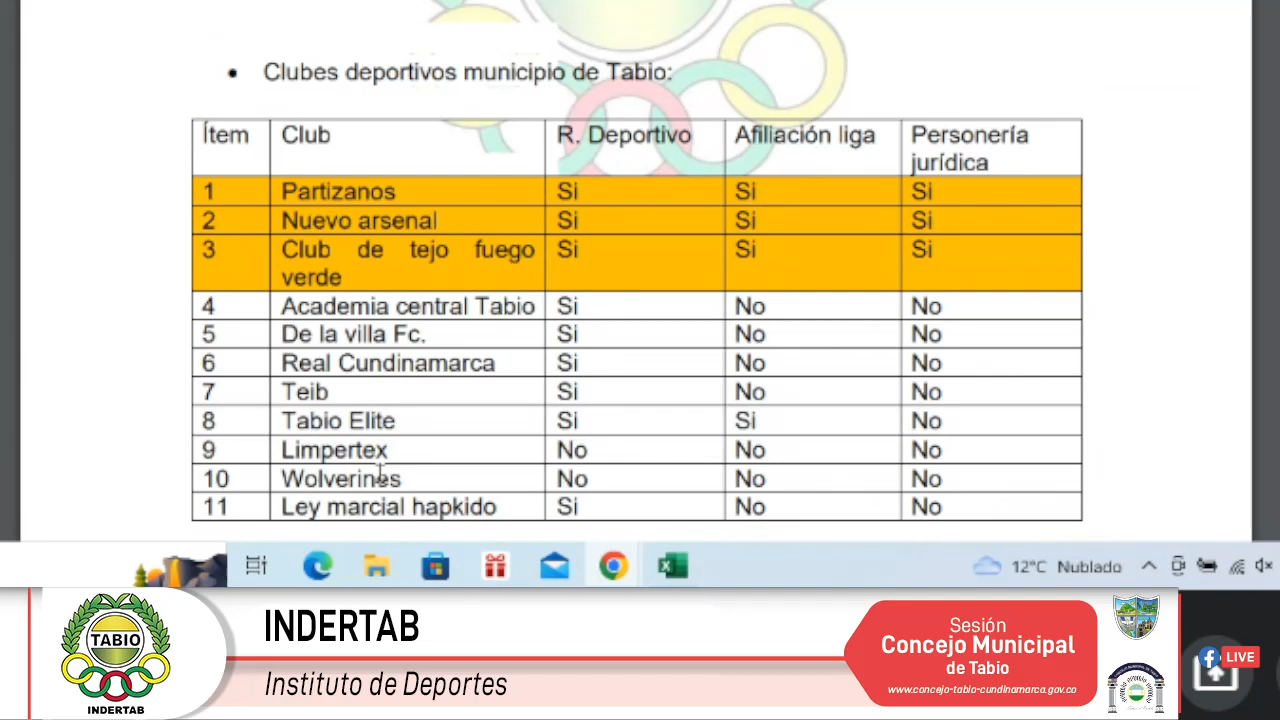 • Clubes deportivos municipio de Tabio:
Ítem Club R. Deportivo Afiliación liga Personería jurídica
1 Partizanos Si Si Si
2 Nuevo arsenal Si Si Si
3 Club de tejo fuego verde Si Si Si
4 Academia central Tabio Si No No
5 De la villa Fc. Si No No
6 Real Cundinamarca Si No No
7 Teib Si No No
8 Tabio Elite Si Si No
9 Limpertex No No No
10 Wolverines No No No
11 Ley marcial hapkido Si No No
12°C Nublado
TABIO
INDERTAB
INDERTAB
Instituto de Deportes
Sesión
Concejo Municipal
de Tabio
www.concejo-tabio-cundinamarca.gov.co
LIVE